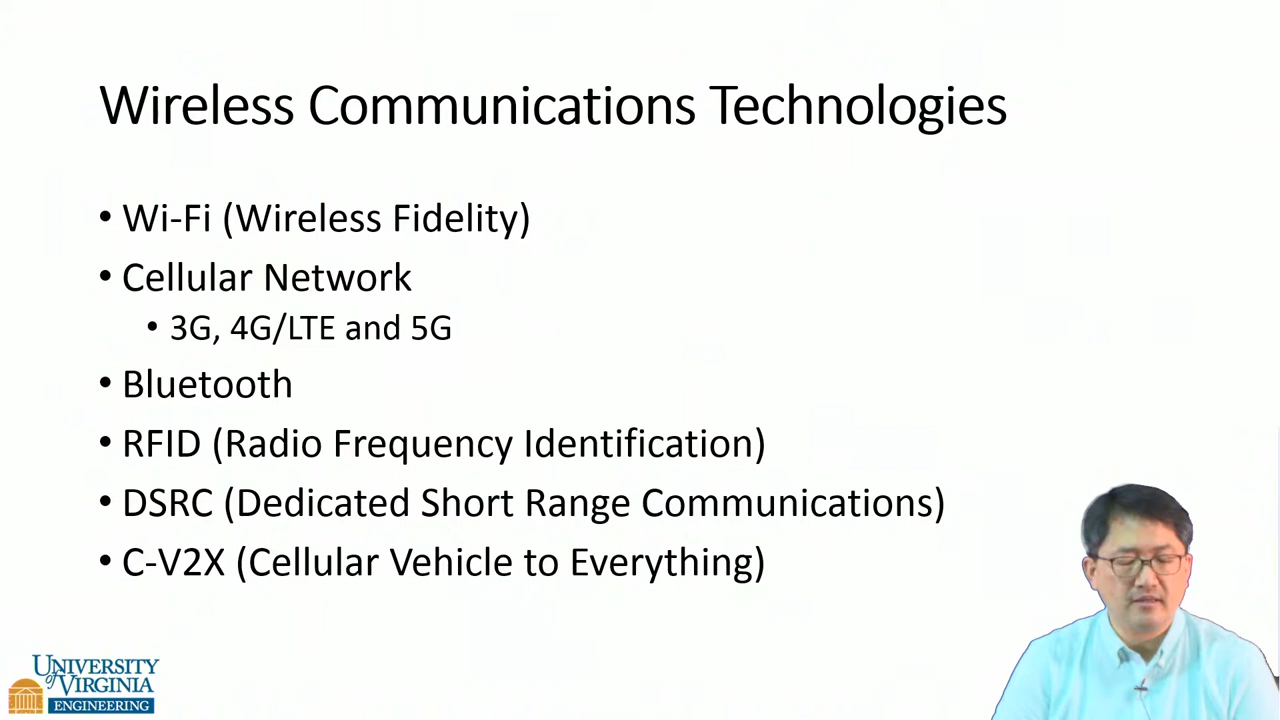 Wireless Communications Technologies
• Wi-Fi (Wireless Fidelity)
• Cellular Network
• 3G, 4G/LTE and 5G
• Bluetooth
• RFID (Radio Frequency Identification)
• DSRC (Dedicated Short Range Communications)
• C-V2X (Cellular Vehicle to Everything)
UNIVERSITY
of VIRGINIA
ENGINEERING